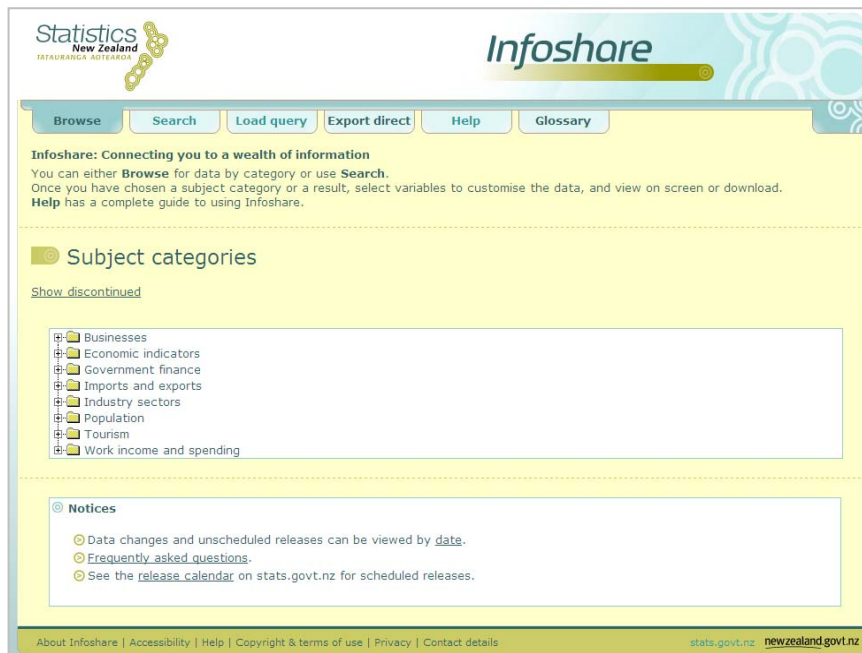 Statistics
New Zealand
TATAURANGA AOTEAROA
Infoshare
Browse
Search
Load query
Export direct
Help
Glossary
Infoshare: Connecting you to a wealth of information
You can either Browse for data by category or use Search.
Once you have chosen a subject category or a result, select variables to customise the data, and view on screen or download.
Help has a complete guide to using Infoshare.
Subject categories
Show discontinued
Businesses
Economic indicators
Government finance
Imports and exports
Industry sectors
Population
Tourism
Work income and spending
Notices
Data changes and unscheduled releases can be viewed by date.
Frequently asked questions.
See the release calendar on stats.govt.nz for scheduled releases.
About Infoshare | Accessibility | Help | Copyright & terms of use | Privacy | Contact details
stats.govt.nz newzealand.govt.nz